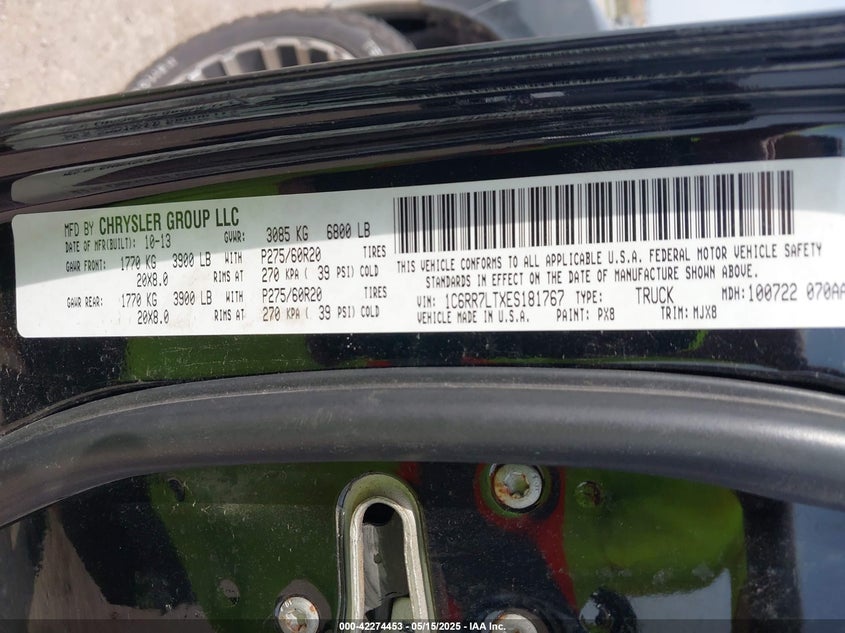 MFD BY CHRYSLER GROUP LLC
DATE OF MFR(BUILT): 10-13 GVWR: 3085 KG 6800 LB
GAWR FRONT: 1770 KG 3900 LB WITH P275/60R20 TIRES
20X8.0 RIMS AT 270 KPA ( 39 PSI) COLD
GAWR REAR: 1770 KG 3900 LB WITH P275/60R20 TIRES
20X8.0 RIMS AT 270 KPA ( 39 PSI) COLD
THIS VEHICLE CONFORMS TO ALL APPLICABLE U.S.A. FEDERAL MOTOR VEHICLE SAFETY
STANDARDS IN EFFECT ON THE DATE OF MANUFACTURE SHOWN ABOVE.
VIN: 1C6RR7LTXES181767 TYPE: TRUCK MDH: 100722 070AA
VEHICLE MADE IN U.S.A. PAINT: PX8 TRIM: MJX8
000-42274453 - 05/15/2025 - IAA Inc.